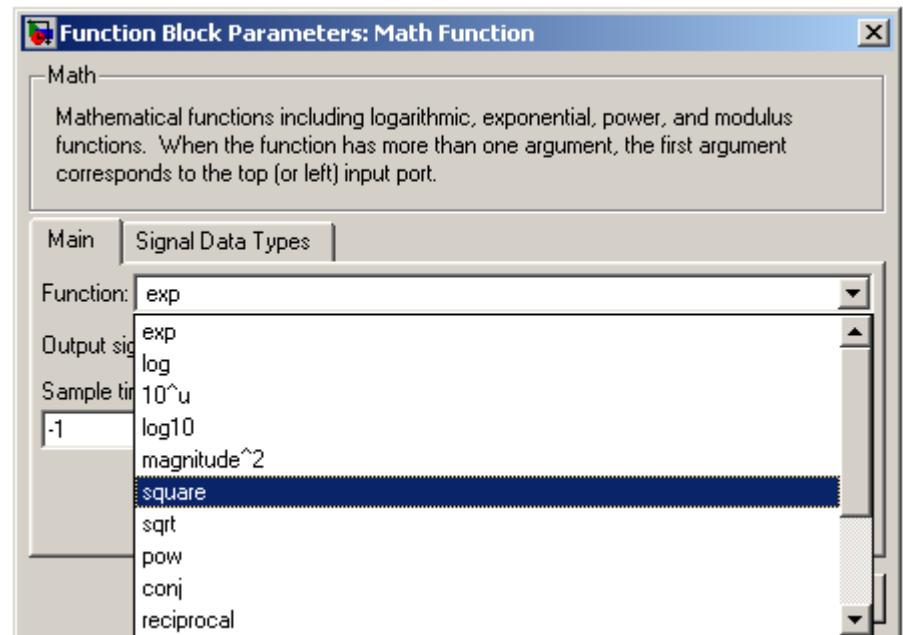 Function Block Parameters: Math Function
Math
Mathematical functions including logarithmic, exponential, power, and modulus
functions. When the function has more than one argument, the first argument
corresponds to the top (or left) input port.
Main Signal Data Types
Function: exp
exp
Output sig
log
Sample tim
10^u
-1
log10
magnitude^2
square
sqrt
pow
conj
reciprocal